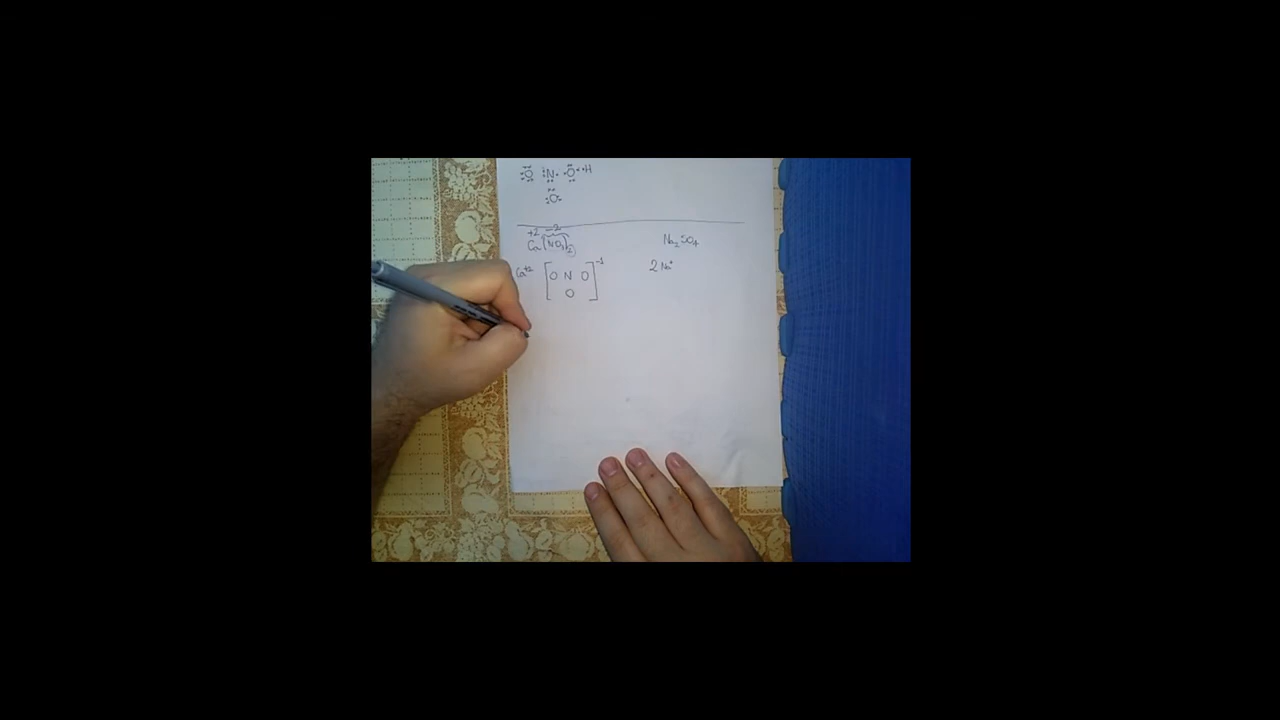 O N O H
O
+2 -2
Ca (NO3)2 Na2SO4
Ca+2 [O N O]-1 2 Na+
O